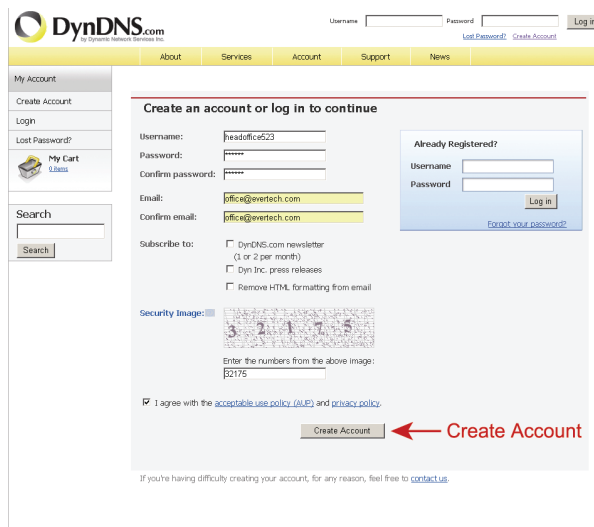 DynDNS.com
by Dynamic Network Services Inc.
Username
Password
Log in
Lost Password? Create Account
About Services Account Support News
My Account
Create Account
Login
Lost Password?
My Cart
0 items
Search
Search
Create an account or log in to continue
Username: headoffice523
Password: ******
Confirm password: ******
Email: office@evertech.com
Confirm email: office@evertech.com
Subscribe to:
DynDNS.com newsletter
(1 or 2 per month)
Dyn Inc. press releases
Remove HTML formatting from email
Security Image:
3 2 1 7 5
Enter the numbers from the above image:
32175
I agree with the acceptable use policy (AUP) and privacy policy.
Create Account
Create Account
Already Registered?
Username
Password
Log in
Forgot your password?
If you're having difficulty creating your account, for any reason, feel free to contact us.